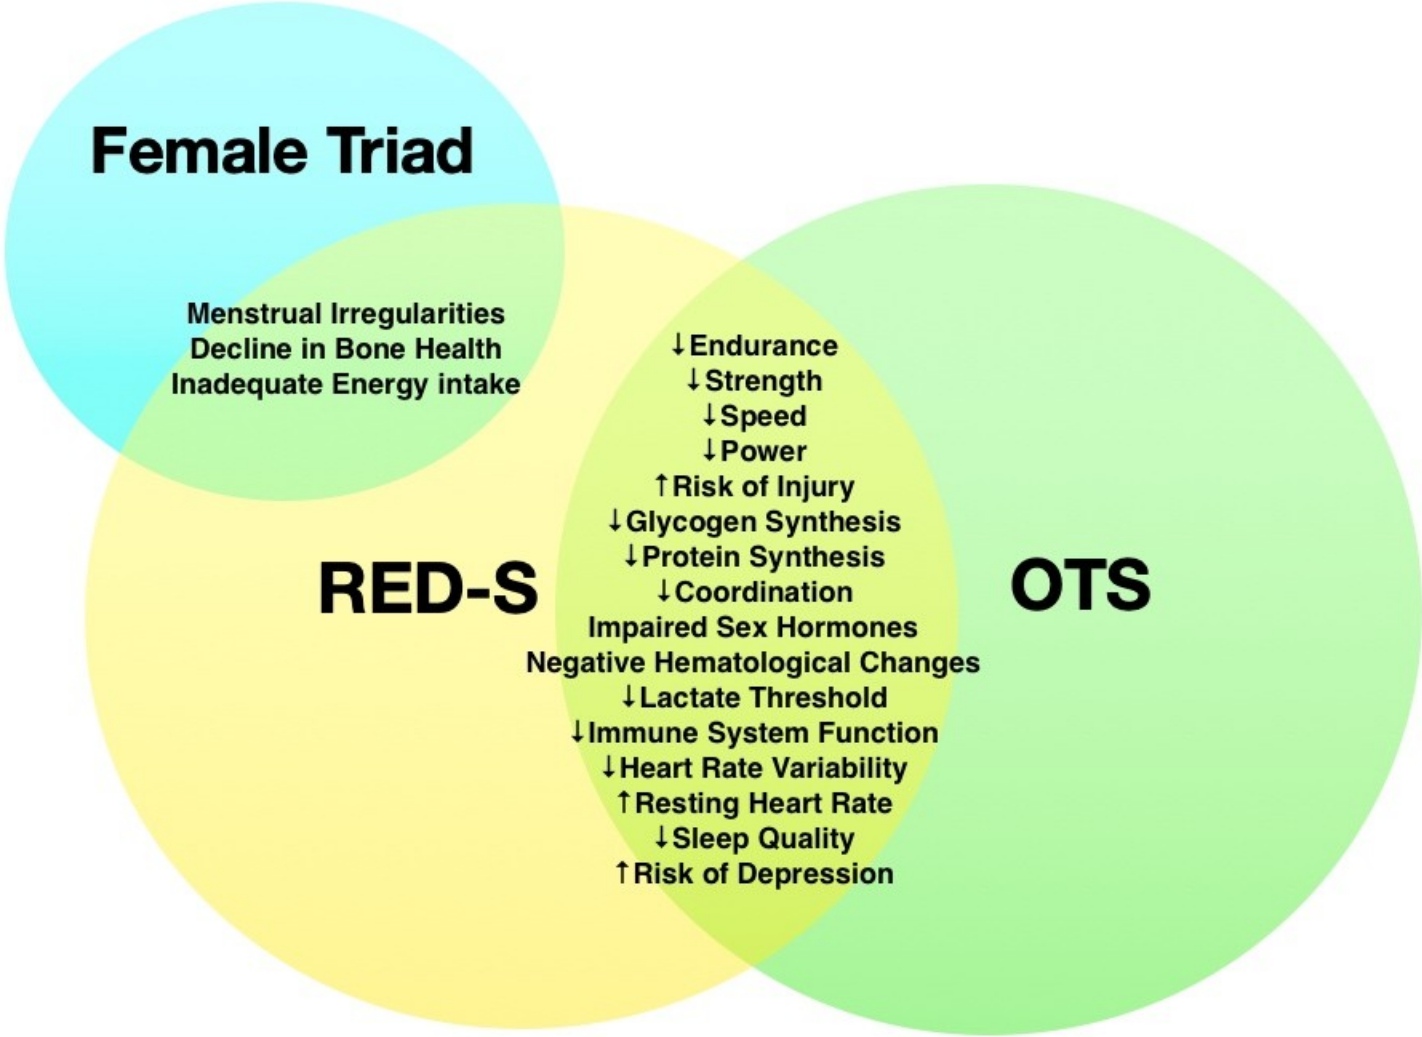 Female Triad
Menstrual Irregularities
Decline in Bone Health
Inadequate Energy intake
RED-S
↓Endurance
↓Strength
↓Speed
↓Power
↑Risk of Injury
↓Glycogen Synthesis
↓Protein Synthesis
↓Coordination
Impaired Sex Hormones
Negative Hematological Changes
↓Lactate Threshold
↓Immune System Function
↓Heart Rate Variability
↑Resting Heart Rate
↓Sleep Quality
↑Risk of Depression
OTS